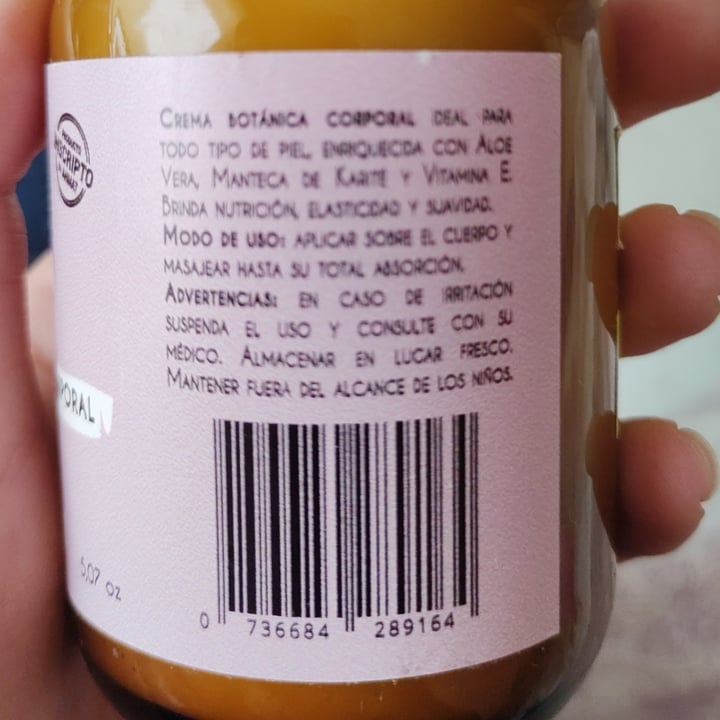 PRODUCTO
INSCRIPTO
CREMA BOTÁNICA CORPORAL IDEAL PARA
TODO TIPO DE PIEL, ENRIQUECIDA CON ALOE
VERA, MANTECA DE KARITE Y VITAMINA E.
BRINDA NUTRICIÓN, ELASTICIDAD Y SUAVIDAD.
MODO DE USO: APLICAR SOBRE EL CUERPO Y
MASAJEAR HASTA SU TOTAL ABSORCIÓN.
ADVERTENCIAS: EN CASO DE IRRITACIÓN
SUSPENDA EL USO Y CONSULTE CON SU
MÉDICO. ALMACENAR EN LUGAR FRESCO.
MANTENER FUERA DEL ALCANCE DE LOS NIÑOS.
PORAL
6,07 oz
0 736684 289164